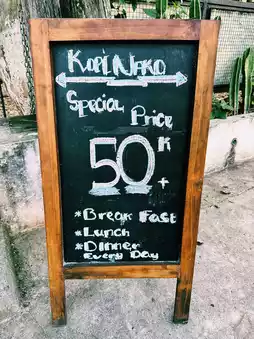 Kopi Nako
Special Price
50K
+
*Break Fast
*Lunch
*Dinner
Every Day